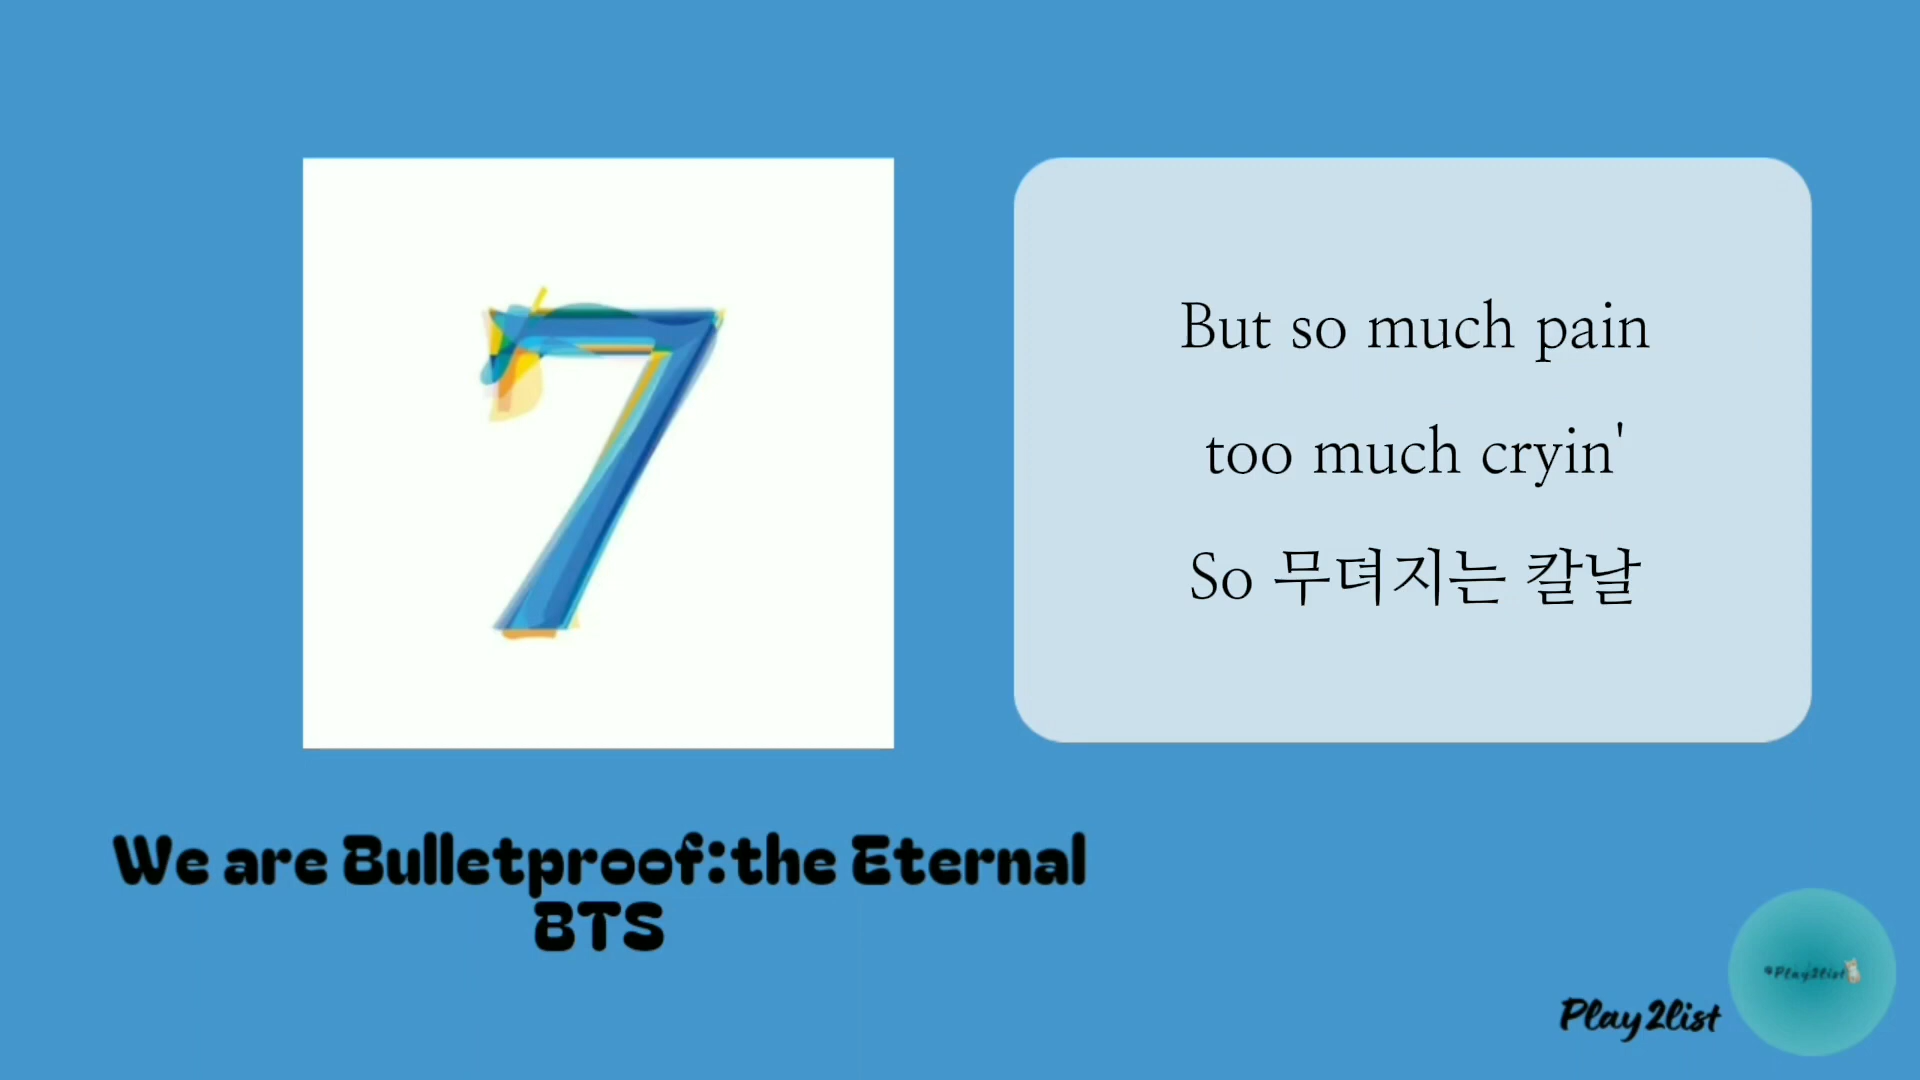 7
But so much pain
too much cryin'
So 무뎌지는 칼날
We are Bulletproof:the Eternal
BTS
Play2list
@Play2list